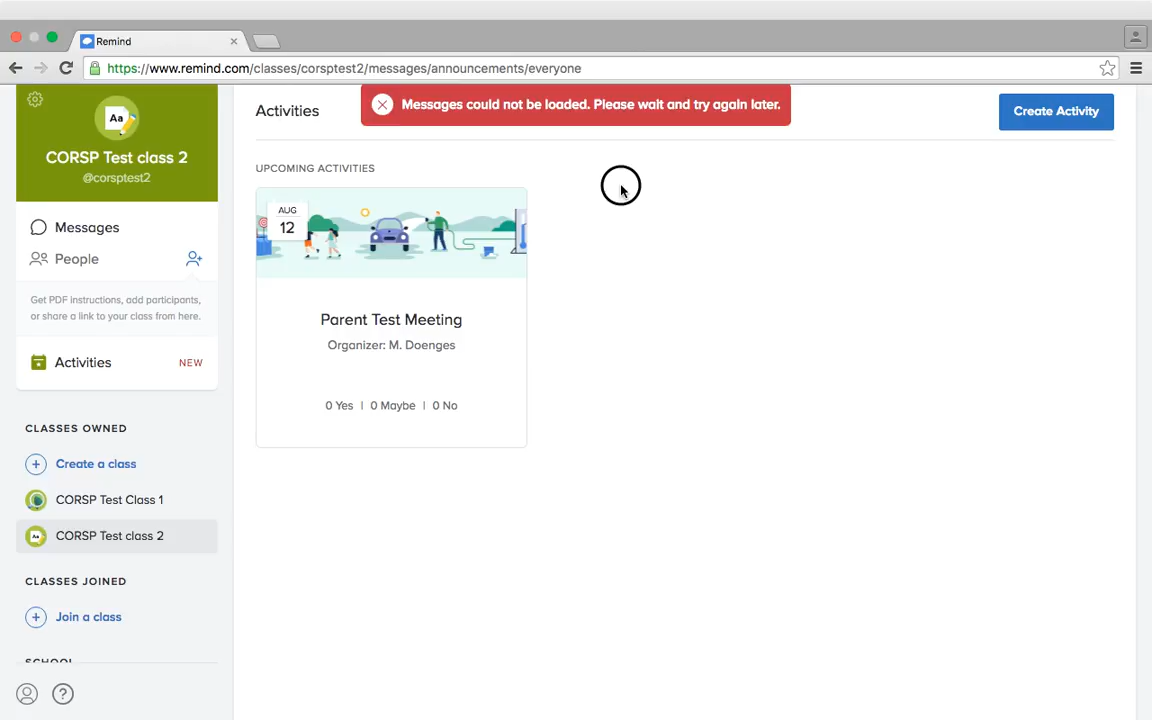 Remind
https://www.remind.com/classes/corsptest2/messages/announcements/everyone
Messages could not be loaded. Please wait and try again later.
Aa
CORSP Test class 2
@corsptest2
Messages
People
Get PDF instructions, add participants,
or share a link to your class from here.
Activities NEW
CLASSES OWNED
Create a class
CORSP Test Class 1
Aa CORSP Test class 2
CLASSES JOINED
Join a class
SCHOOL
Activities
Create Activity
UPCOMING ACTIVITIES
AUG
12
Parent Test Meeting
Organizer: M. Doenges
0 Yes | 0 Maybe | 0 No